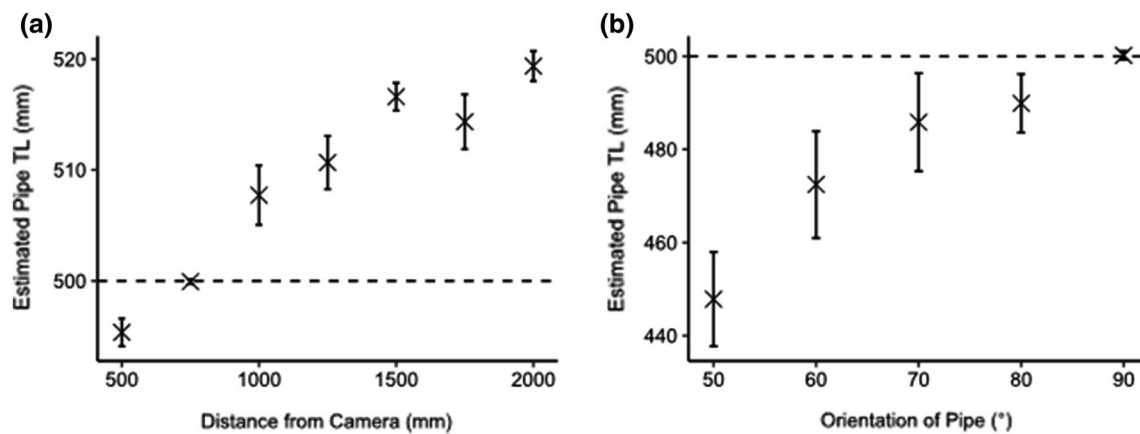 (a)
Estimated Pipe TL (mm)
520
510
500
500
1000
1500
2000
Distance from Camera (mm)
(b)
Estimated Pipe TL (mm)
500
480
460
440
50
60
70
80
90
Orientation of Pipe (°)